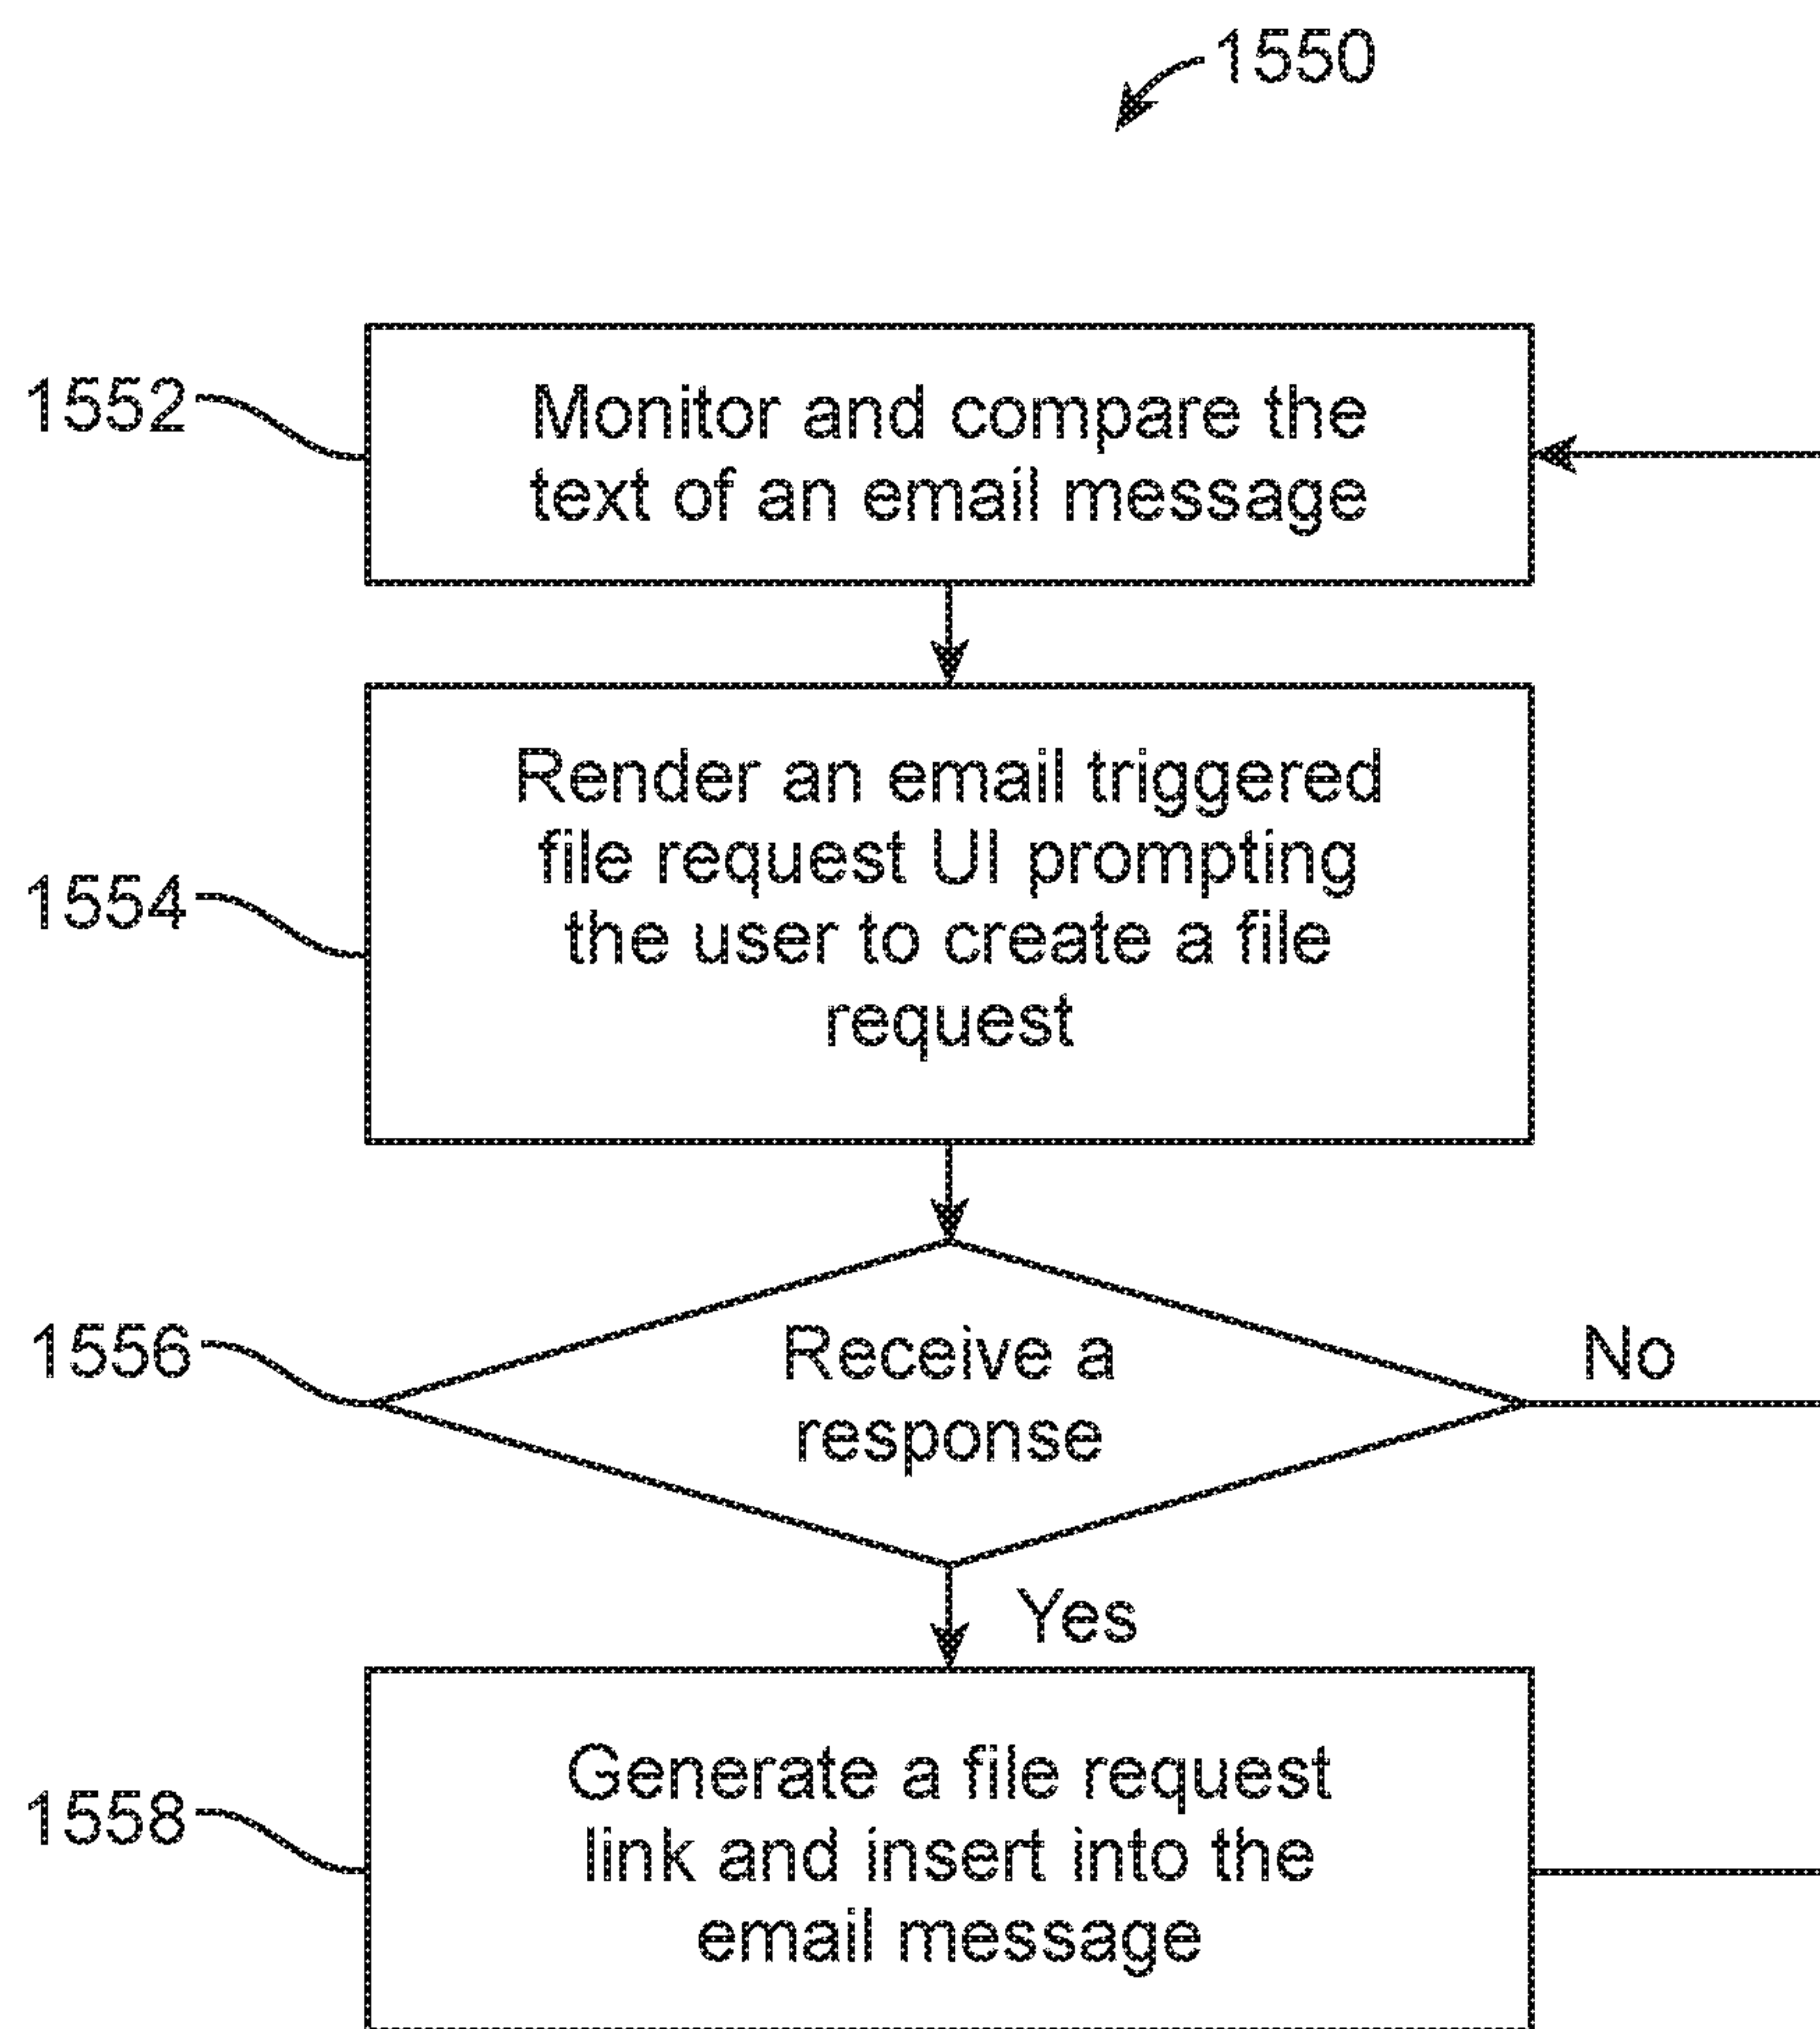 1550
1552
Monitor and compare the
text of an email message
1554
Render an email triggered
file request UI prompting
the user to create a file
request
1556
Receive a
response
No
Yes
1558
Generate a file request
link and insert into the
email message